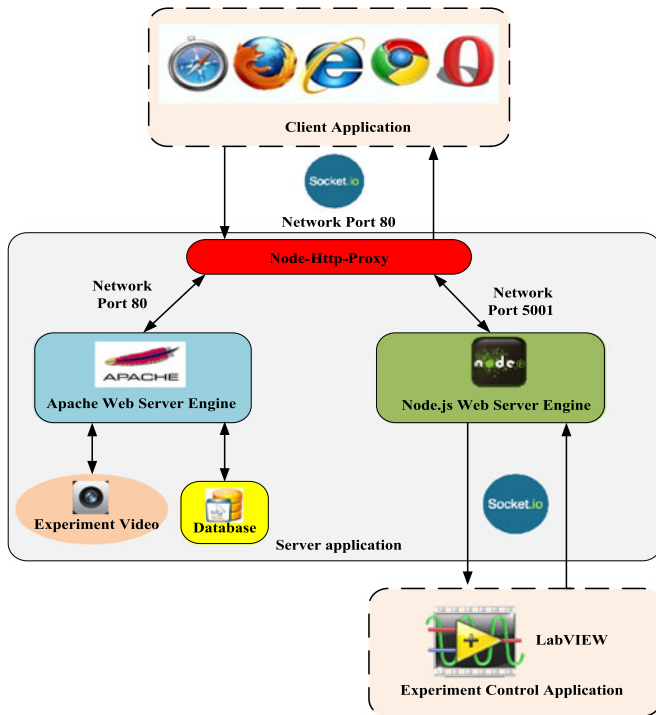 Client Application
Socket.io
Network Port 80
Node-Http-Proxy
Network
Port 80
Network
Port 5001
APACHE
Apache Web Server Engine
node
Node.js Web Server Engine
Experiment Video
Database
Socket.io
Server application
LabVIEW
Experiment Control Application